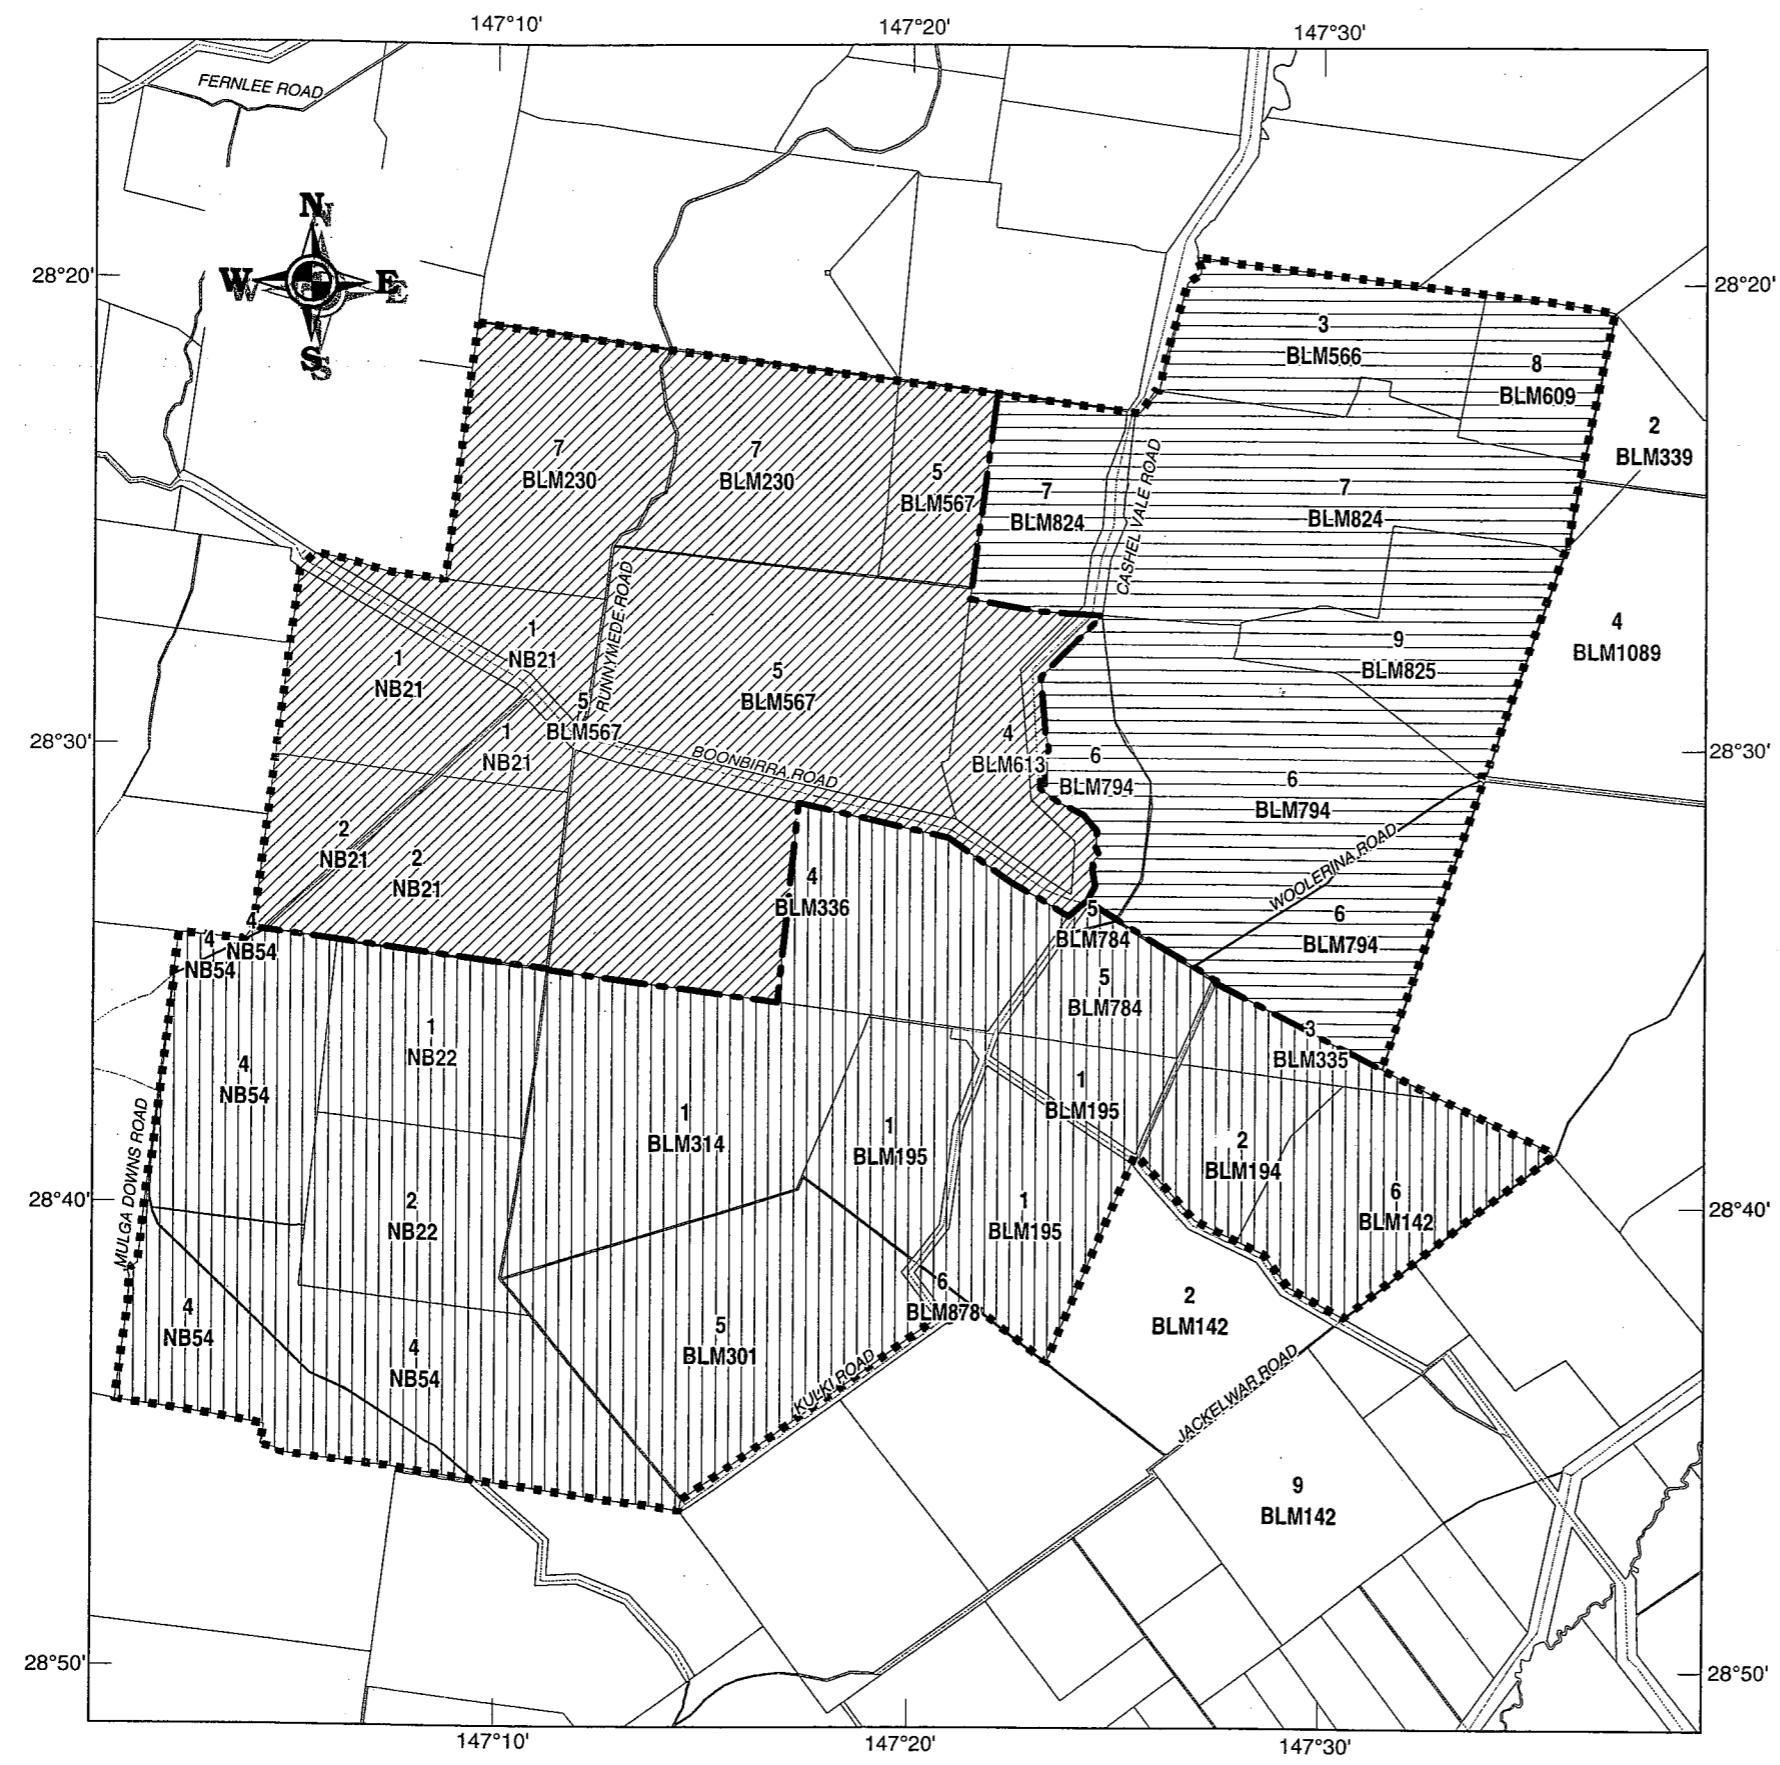 147°10'
147°20'
147°30'
FERNLEE ROAD
N
N
W
W
E
E
S
S
28°20'
28°20'
3
BLM566
8
BLM609
2
BLM339
7
BLM230
7
BLM230
5
BLM567
7
BLM824
CASHEL VALE ROAD
7
BLM824
1
NB21
1
NB21
RUNNYMEDE ROAD
5
BLM567
9
BLM825
4
BLM1089
5
BLM567
1
NB21
28°30'
28°30'
BOONBIRRA ROAD
4
BLM613
6
BLM794
6
BLM794
2
NB21
2
NB21
WOOLERINA ROAD
4
BLM336
5
BLM784
6
BLM794
4
NB54
4
NB54
5
BLM784
1
NB22
3
BLM335
4
NB54
1
BLM195
1
BLM314
1
BLM195
2
BLM194
MULGA DOWNS ROAD
28°40'
28°40'
2
NB22
1
BLM195
6
BLM142
4
NB54
6
BLM878
2
BLM142
5
BLM301
4
NB54
KULKI ROAD
JACKELWAR ROAD
9
BLM142
28°50'
28°50'
147°10'
147°20'
147°30'